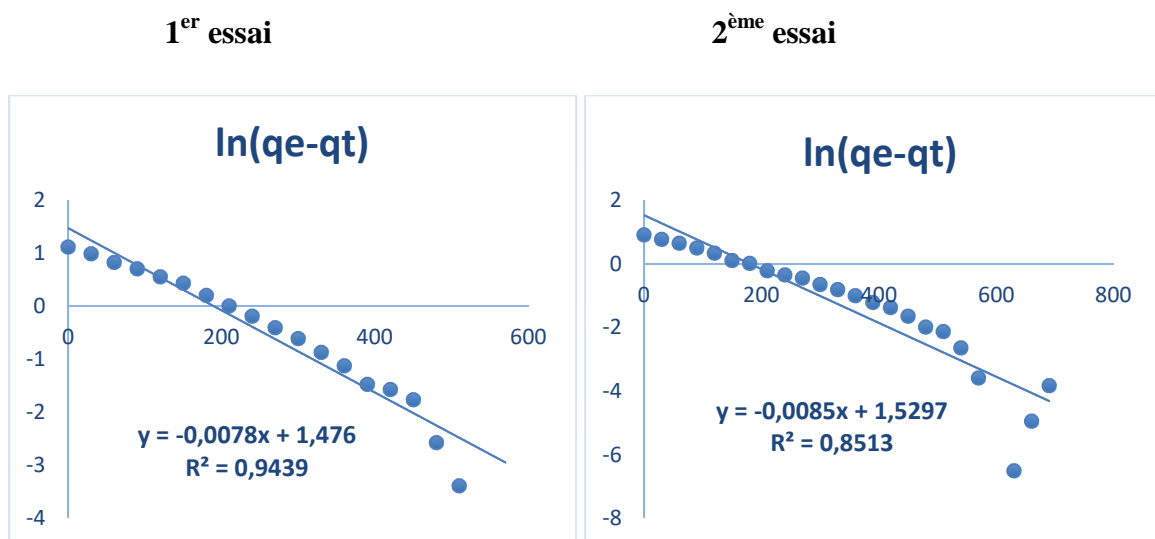 1er essai
2ème essai
ln(qe-qt)
2
1
0
-1
-2
-3
-4
0
200
400
600
y = -0,0078x + 1,476
R² = 0,9439
ln(qe-qt)
2
0
-2
-4
-6
-8
0
200
400
600
800
y = -0,0085x + 1,5297
R² = 0,8513